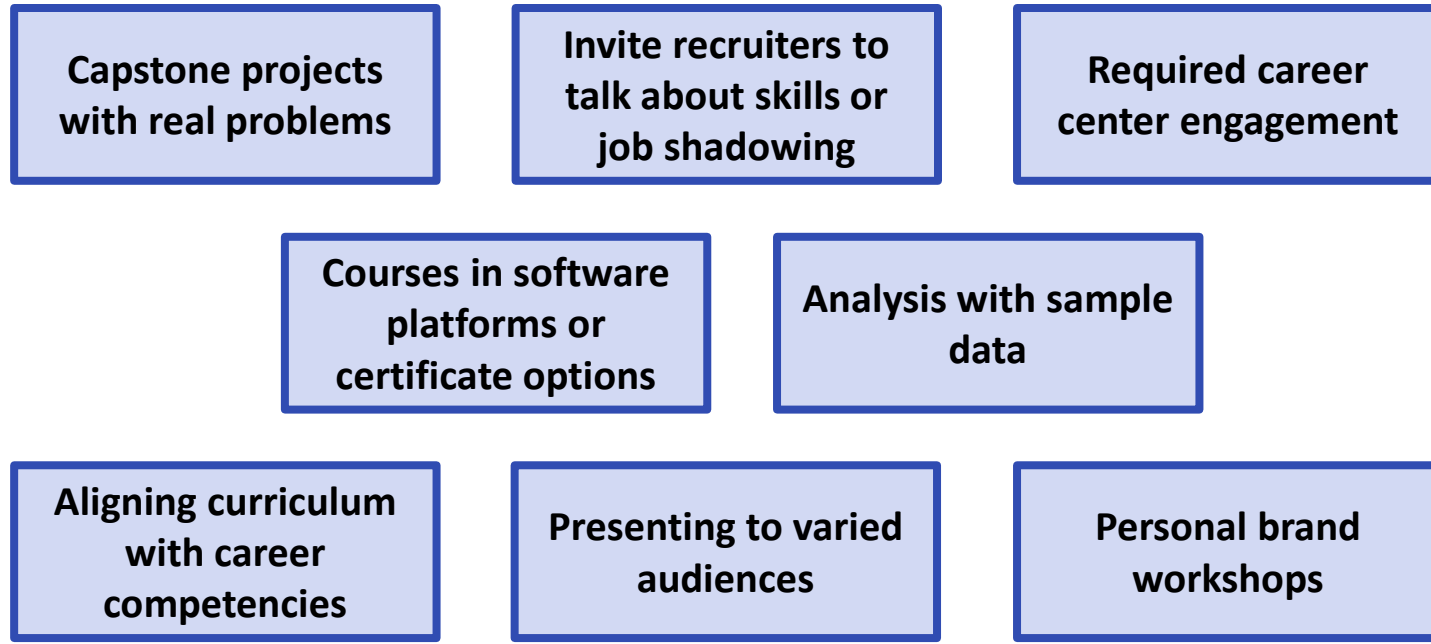 Capstone projects
with real problems
Invite recruiters to
talk about skills or
job shadowing
Required career
center engagement
Courses in software
platforms or
certificate options
Analysis with sample
data
Aligning curriculum
with career
competencies
Presenting to varied
audiences
Personal brand
workshops